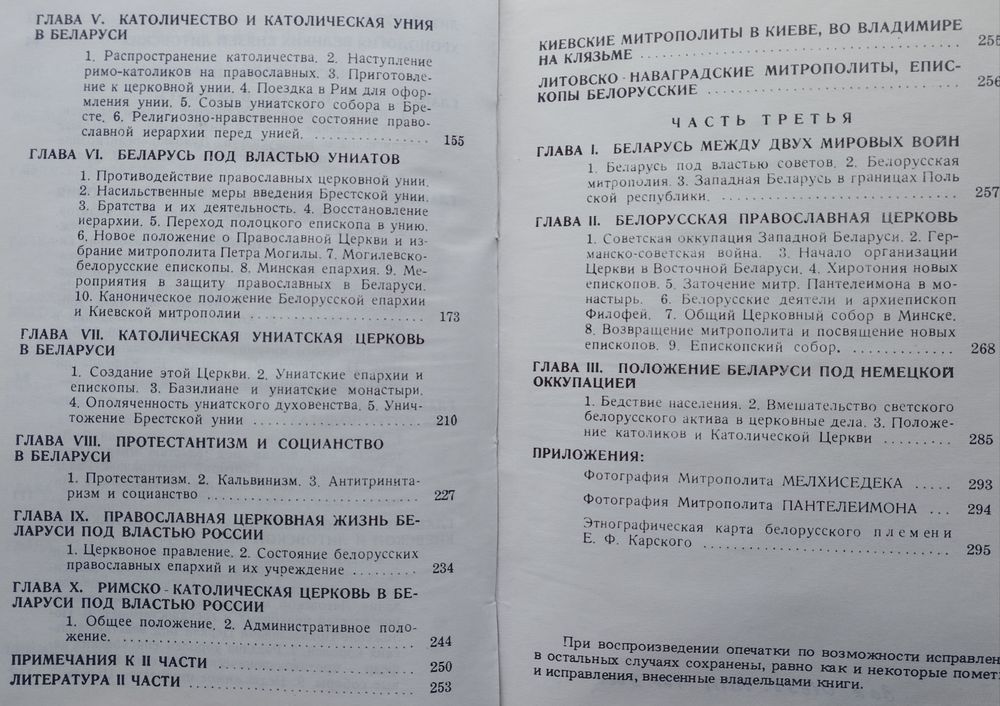 ГЛАВА V. КАТОЛИЧЕСТВО И КАТОЛИЧЕСКАЯ УНИЯ
В БЕЛАРУСИ
1. Распространение католичества. 2. Наступление
римо-католиков на православных. 3. Приготовле-
ние к церковной унии. 4. Поездка в Рим для офор-
мления унии. 5. Созыв униатского собора в Бре-
сте. 6. Религиозно-нравственное состояние право-
славной иерархии перед унией. .............. 155
ГЛАВА VI. БЕЛАРУСЬ ПОД ВЛАСТЬЮ УНИАТОВ
1. Противодействие православных церковной унии.
2. Насильственные меры введения Брестской унии.
3. Братства и их деятельность. 4. Восстановление
иерархии. 5. Переход полоцкого епископа в унию.
6. Новое положение о Православной Церкви и из-
брание митрополита Петра Могилы. 7. Могилевско-
белорусские епископы. 8. Минская епархия. 9. Ме-
роприятия в защиту православных в Беларуси.
10. Каноническое положение Белорусской епархии
и Киевской митрополии .................... 173
ГЛАВА VII. КАТОЛИЧЕСКАЯ УНИАТСКАЯ ЦЕРКОВЬ
В БЕЛАРУСИ
1. Создание этой Церкви. 2. Униатские епархии и
епископы. 3. Базилиане и униатские монастыри.
4. Ополяченность униатского духовенства. 5. Унич-
тожение Брестской унии .................... 210
ГЛАВА VIII. ПРОТЕСТАНТИЗМ И СОЦИАНСТВО
В БЕЛАРУСИ
1. Протестантизм. 2. Кальвинизм. 3. Антитринита-
ризм и социанство ........................ 227
ГЛАВА IX. ПРАВОСЛАВНАЯ ЦЕРКОВНАЯ ЖИЗНЬ БЕ-
ЛАРУСИ ПОД ВЛАСТЬЮ РОССИИ
1. Церквоное правление. 2. Состояние белорусских
православных епархий и их учреждение ......... 234
ГЛАВА X. РИМСКО-КАТОЛИЧЕСКАЯ ЦЕРКОВЬ В БЕ-
ЛАРУСИ ПОД ВЛАСТЬЮ РОССИИ
1. Общее положение. 2. Административное поло-
жение. .................................. 244
ПРИМЕЧАНИЯ К II ЧАСТИ ..................... 250
ЛИТЕРАТУРА II ЧАСТИ ....................... 253
КИЕВСКИЕ МИТРОПОЛИТЫ В КИЕВЕ, ВО ВЛАДИМИРЕ
НА КЛЯЗЬМЕ ................................ 255
ЛИТОВСКО-НАВАГРАДСКИЕ МИТРОПОЛИТЫ, ЕПИС-
КОПЫ БЕЛОРУССКИЕ .......................... 256
ЧАСТЬ ТРЕТЬЯ
ГЛАВА I. БЕЛАРУСЬ МЕЖДУ ДВУХ МИРОВЫХ ВОЙН
1. Беларусь под властью советов. 2. Белорусская
митрополия. 3. Западная Беларусь в границах Поль
ской республики. .......................... 257
ГЛАВА II. БЕЛОРУССКАЯ ПРАВОСЛАВНАЯ ЦЕРКОВЬ
1. Советская оккупация Западной Беларуси. 2. Гер-
манско-советская война. 3. Начало организации
Церкви в Восточной Беларуси. 4. Хиротония новых
епископов. 5. Заточение митр. Пантелеимона в мо-
настырь. 6. Белорусские деятели и архиепископ
Филофей. 7. Общий Церковный собор в Минске.
8. Возвращение митрополита и посвящение новых
епископов. 9. Епископский собор. ............ 268
ГЛАВА III. ПОЛОЖЕНИЕ БЕЛАРУСИ ПОД НЕМЕЦКОЙ
ОККУПАЦИЕЙ
1. Бедствие населения. 2. Вмешательство светского
белорусского актива в церковные дела. 3. Положе-
ние католиков и Католической Церкви ......... 285
ПРИЛОЖЕНИЯ:
Фотография Митрополита МЕЛХИСЕДЕКА ..... 293
Фотография Митрополита ПАНТЕЛЕИМОНА ... 294
Этнографическая карта белорусского племени
Е. Ф. Карского ........................... 295
При воспроизведении опечатки по возможности исправлен
в остальных случаях сохранены, равно как и некоторые помет
и исправления, внесенные владельцами книги.